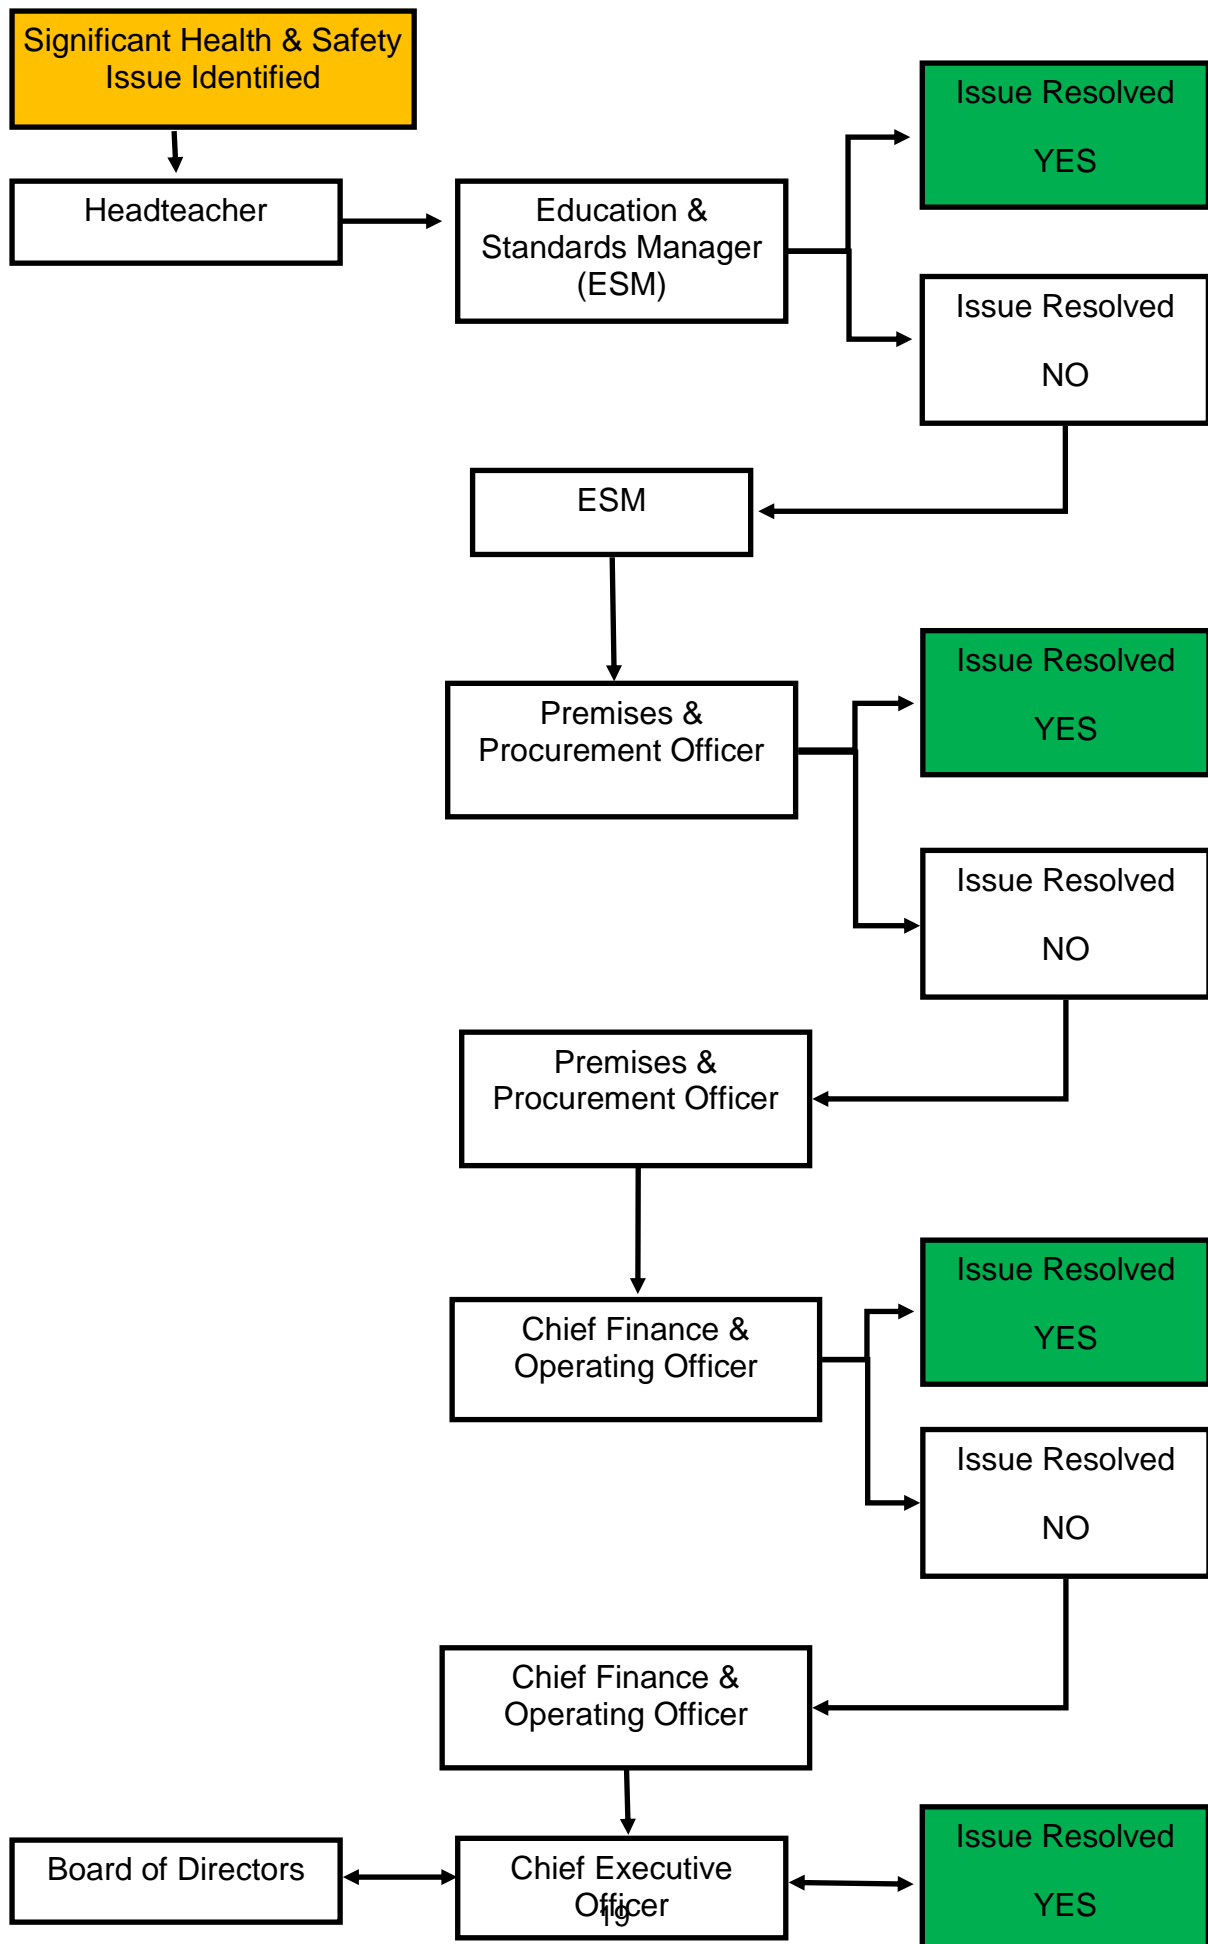 Significant Health & Safety
Issue Identified
Issue Resolved
YES
Headteacher
Education &
Standards Manager
(ESM)
Issue Resolved
NO
ESM
Issue Resolved
YES
Premises &
Procurement Officer
Issue Resolved
NO
Premises &
Procurement Officer
Issue Resolved
YES
Chief Finance &
Operating Officer
Issue Resolved
NO
Chief Finance &
Operating Officer
Board of Directors
Chief Executive
Officer
Issue Resolved
YES
19